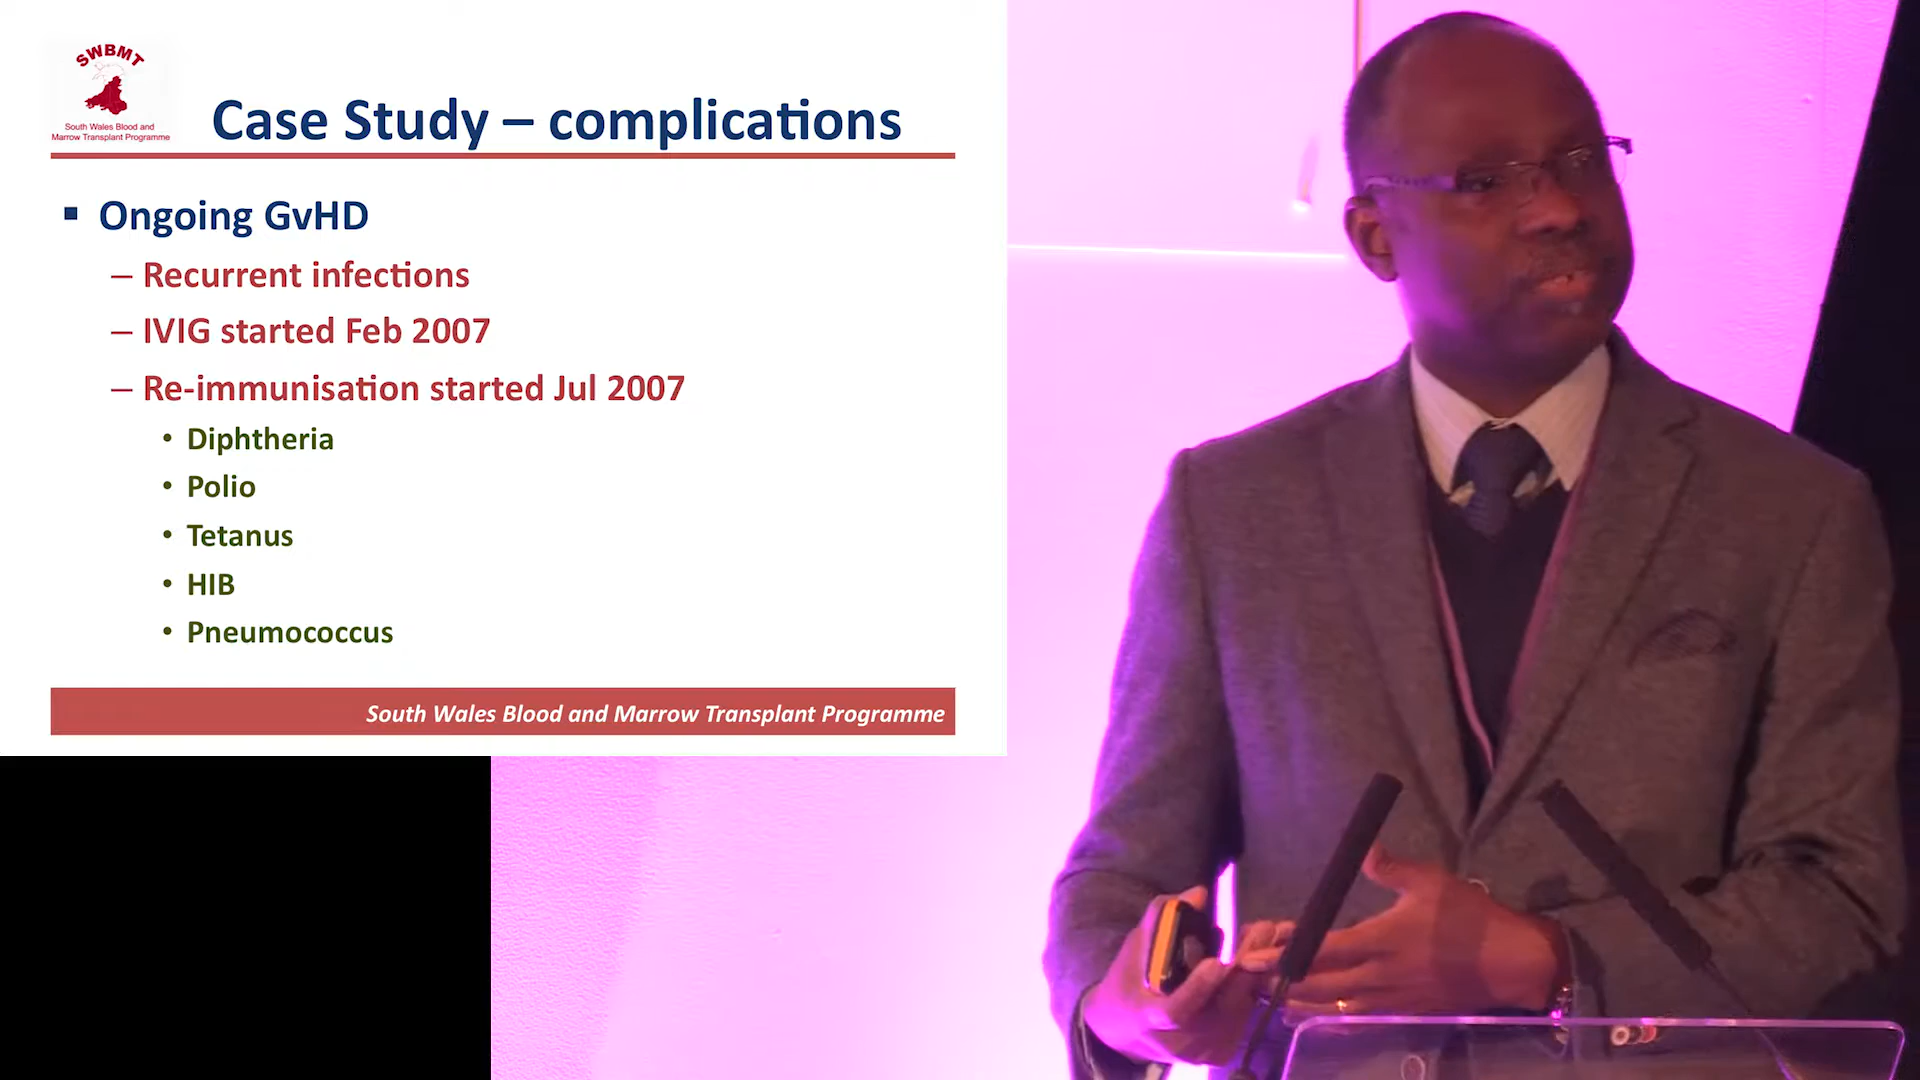 SWBMT
South Wales Blood and
Marrow Transplant Programme
Case Study – complications
▪ Ongoing GvHD
– Recurrent infections
– IVIG started Feb 2007
– Re-immunisation started Jul 2007
• Diphtheria
• Polio
• Tetanus
• HIB
• Pneumococcus
South Wales Blood and Marrow Transplant Programme